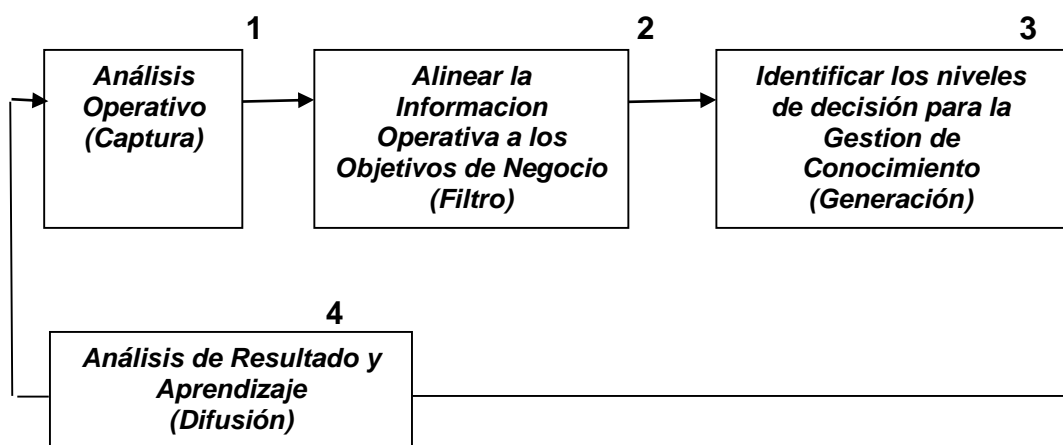 1
Análisis
Operativo
(Captura)
2
Alinear la
Informacion
Operativa a los
Objetivos de Negocio
(Filtro)
3
Identificar los niveles
de decisión para la
Gestion de
Conocimiento
(Generación)
4
Análisis de Resultado y
Aprendizaje
(Difusión)